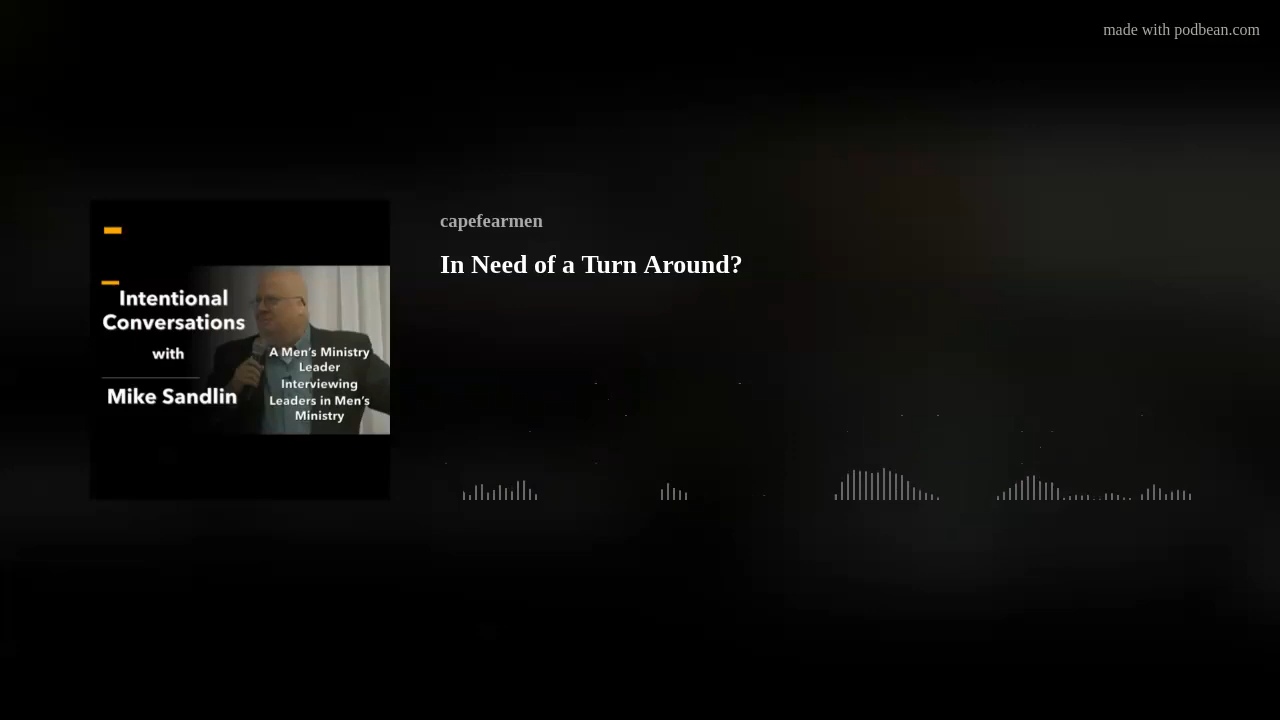 made with podbean.com
capefearmen
In Need of a Turn Around?
Intentional
Conversations
with
Mike Sandlin
A Men's Ministry
Leader
Interviewing
Leaders in Men's
Ministry